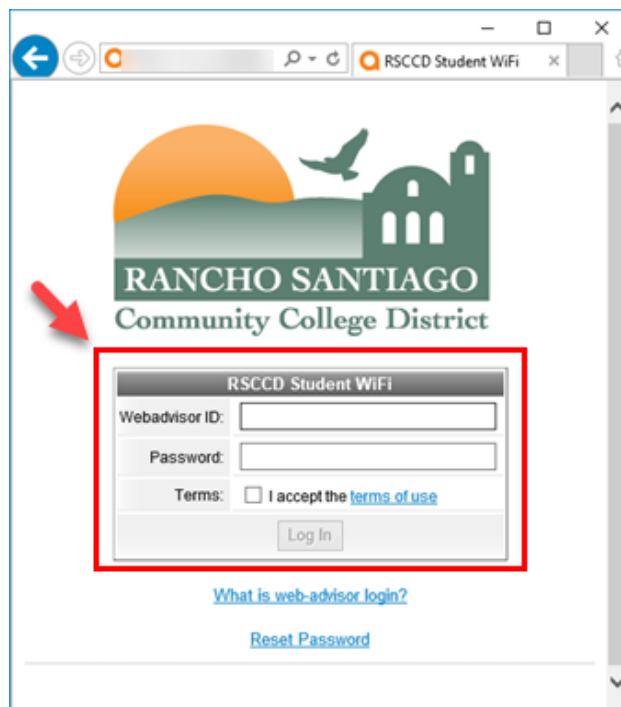 RSCCD Student WiFi
RANCHO SANTIAGO
Community College District
RSCCD Student WiFi
Webadvisor ID:
Password:
Terms: I accept the terms of use
Log In
What is web-advisor login?
Reset Password